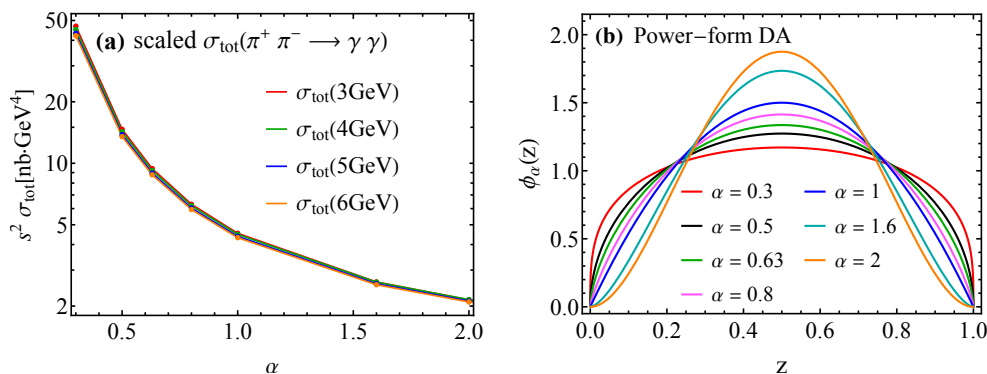 (a) scaled σtot(π+ π− ⟶ γ γ)
σtot(3GeV)
σtot(4GeV)
σtot(5GeV)
σtot(6GeV)
s2 σtot[nb·GeV4]
50
20
10
5
2
0.5
1.0
1.5
2.0
α
(b) Power−form DA
ϕα(z)
2.0
1.5
1.0
0.5
0.0
α = 0.3
α = 0.5
α = 0.63
α = 0.8
α = 1
α = 1.6
α = 2
0.0
0.2
0.4
0.6
0.8
1.0
z